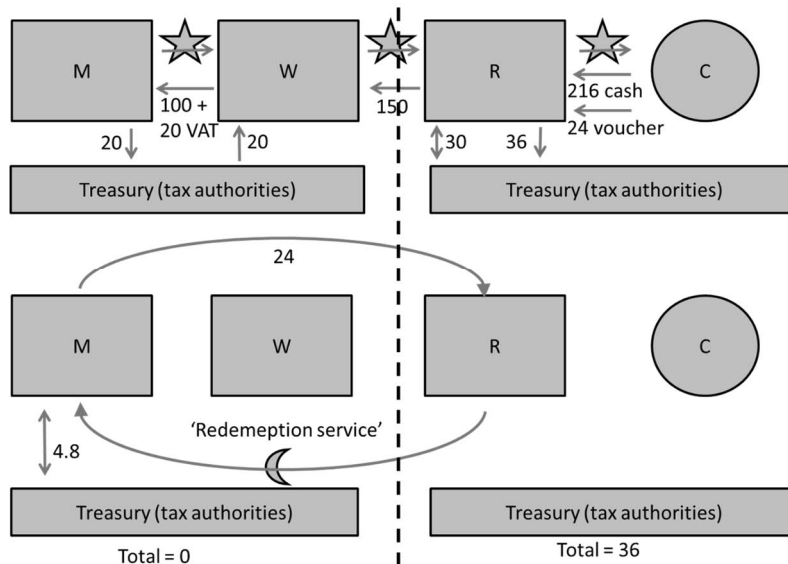 M
W
R
C
100 +
20 VAT
150
216 cash
24 voucher
20
20
30
36
Treasury (tax authorities)
Treasury (tax authorities)
24
M
W
R
C
'Redemeption service'
4.8
Treasury (tax authorities)
Treasury (tax authorities)
Total = 0
Total = 36